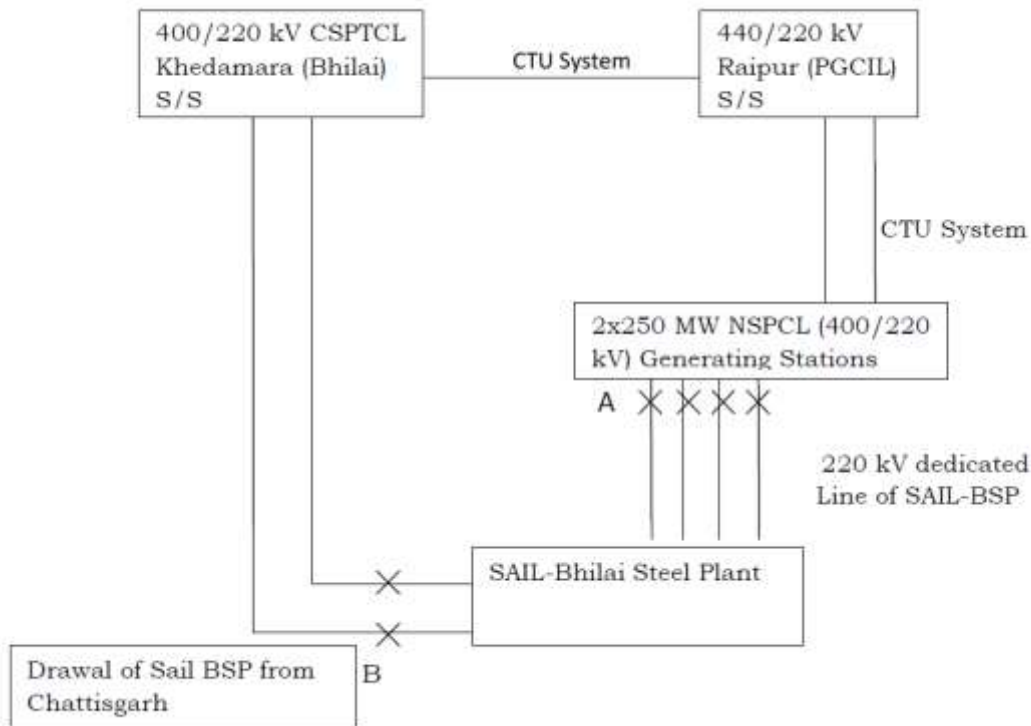 400/220 kV CSPTCL
Khedamara (Bhilai)
S/S
CTU System
440/220 kV
Raipur (PGCIL)
S/S
CTU System
2x250 MW NSPCL (400/220
kV) Generating Stations
A
220 kV dedicated
Line of SAIL-BSP
SAIL-Bhilai Steel Plant
B
Drawal of Sail BSP from
Chattisgarh